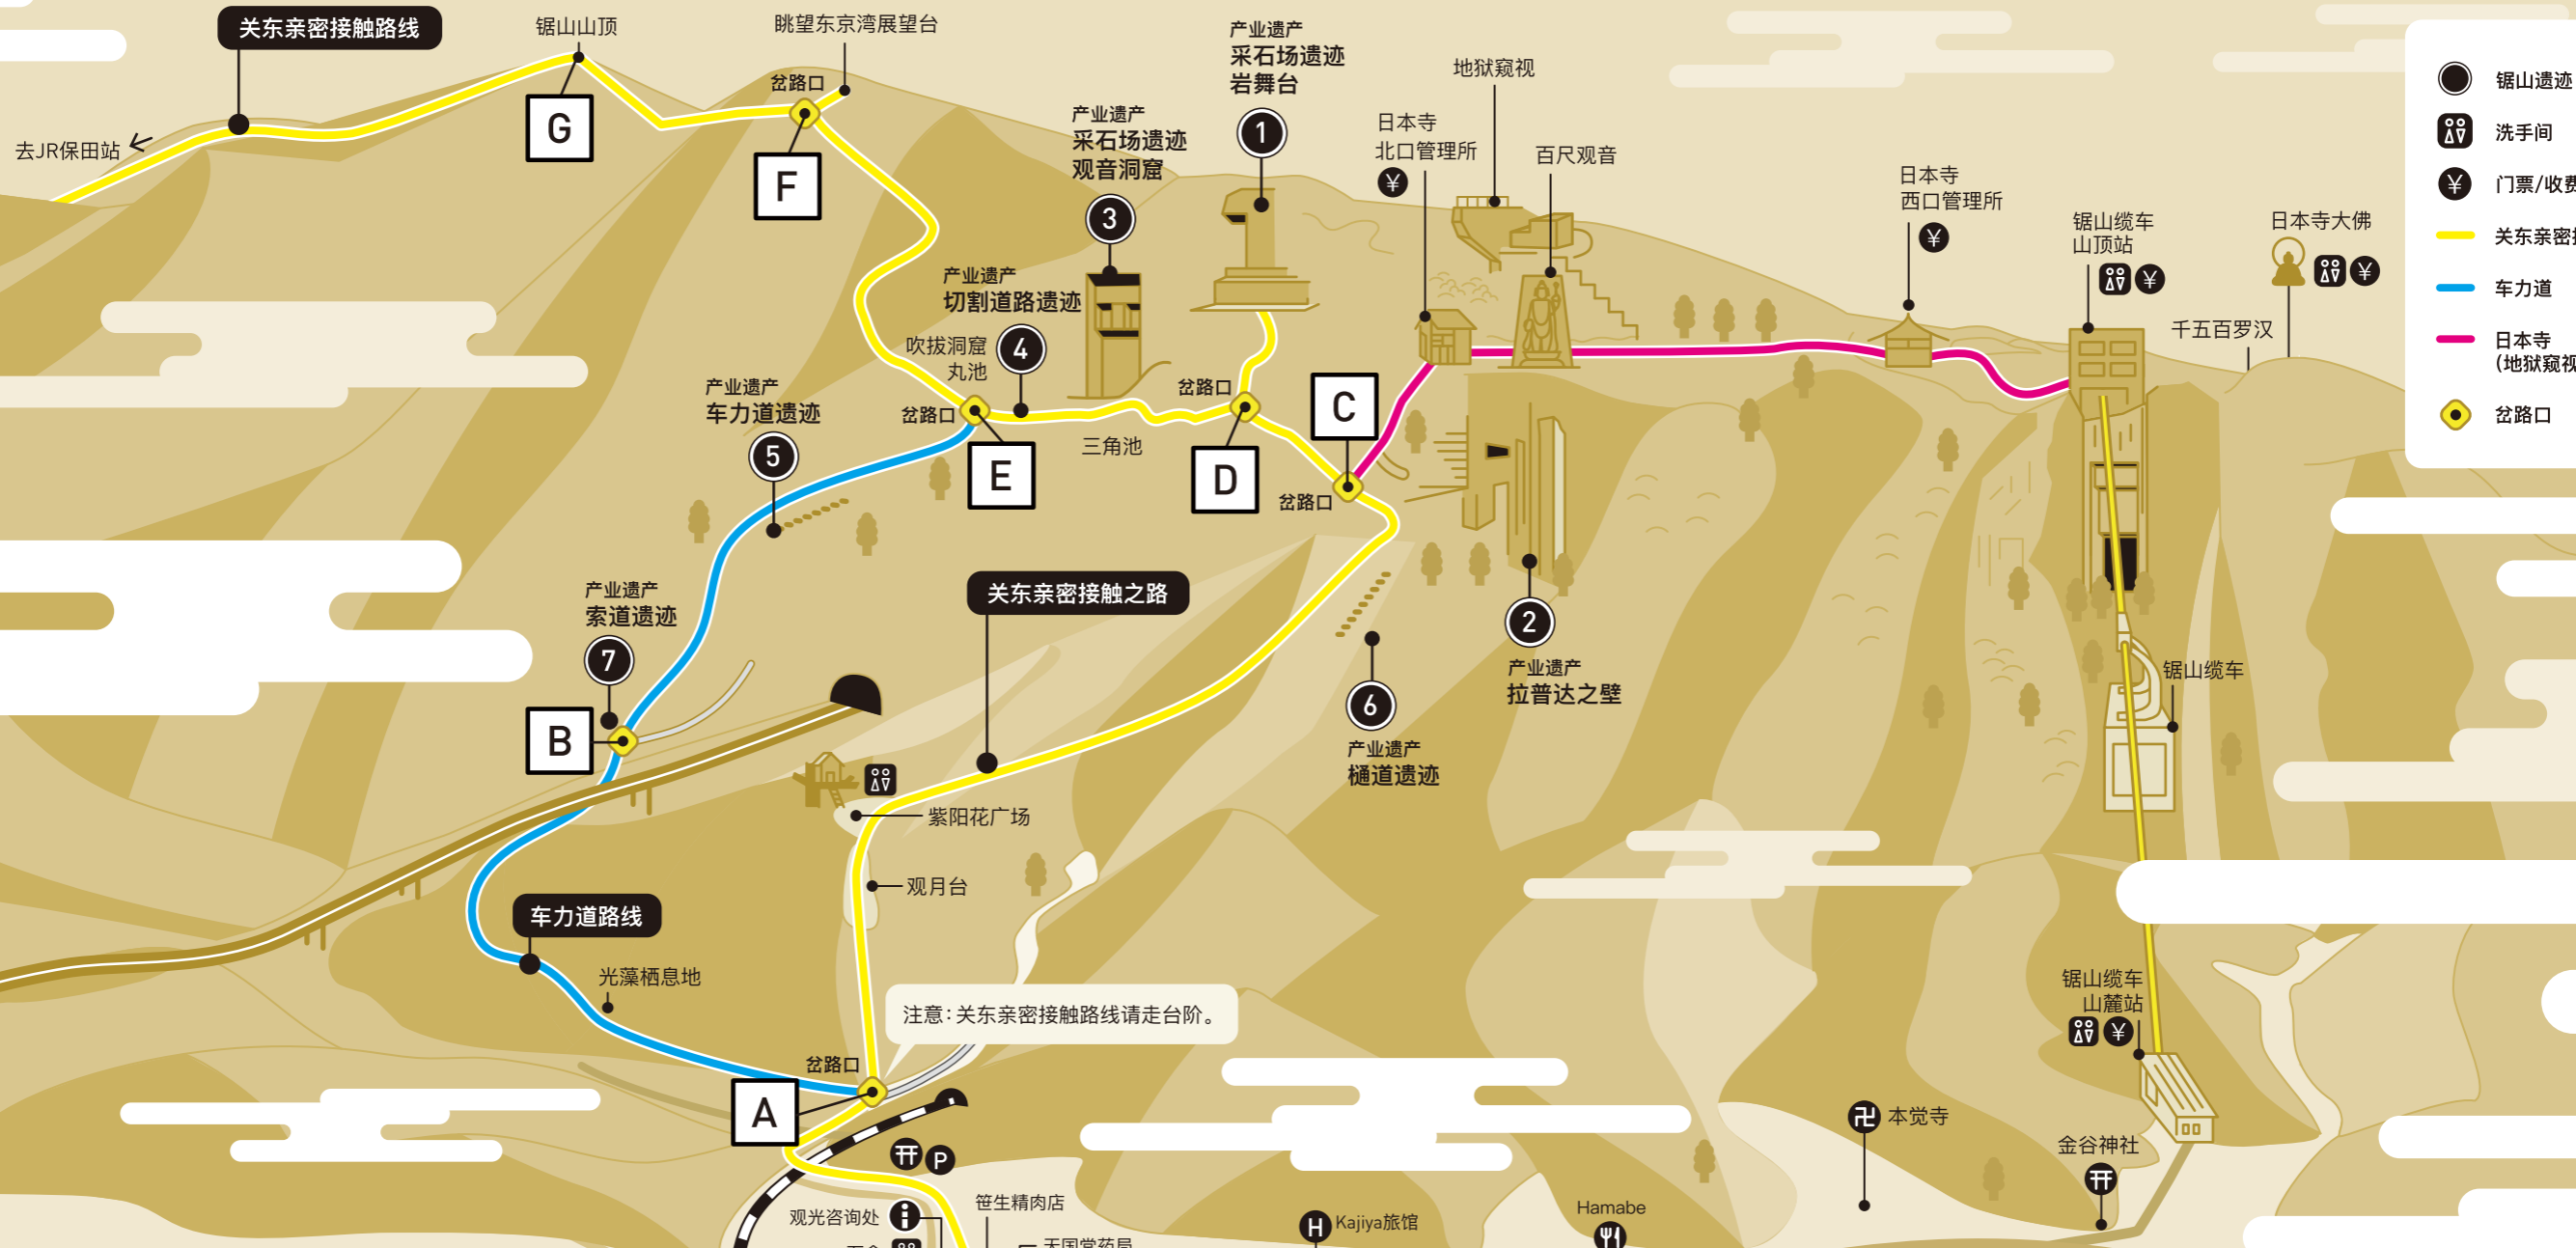 关东亲密接触路线
锯山山顶
眺望东京湾展望台
去JR保田站
G
岔路口
F
产业遗产
采石场遗迹
岩舞台
1
产业遗产
采石场遗迹
观音洞窟
3
日本寺
北口管理所
¥
地狱窥视
百尺观音
日本寺
西口管理所
¥
锯山缆车
山顶站
¥
日本寺大佛
¥
千五百罗汉
锯山遗迹
洗手间
¥
门票/收费
关东亲密接
车力道
日本寺
(地狱窥视
岔路口
产业遗产
切割道路遗迹
4
吹拔洞窟
丸池
岔路口
E
三角池
岔路口
D
C
岔路口
产业遗产
车力道遗迹
5
产业遗产
索道遗迹
7
B
关东亲密接触之路
2
产业遗产
拉普达之壁
6
产业遗产
樋道遗迹
锯山缆车
紫阳花广场
观月台
车力道路线
光藻栖息地
注意:关东亲密接触路线请走台阶。
岔路口
A
锯山缆车
山麓站
¥
卍
本觉寺
金谷神社
P
观光咨询处
笹生精肉店
H
Kajiya旅馆
Hamabe